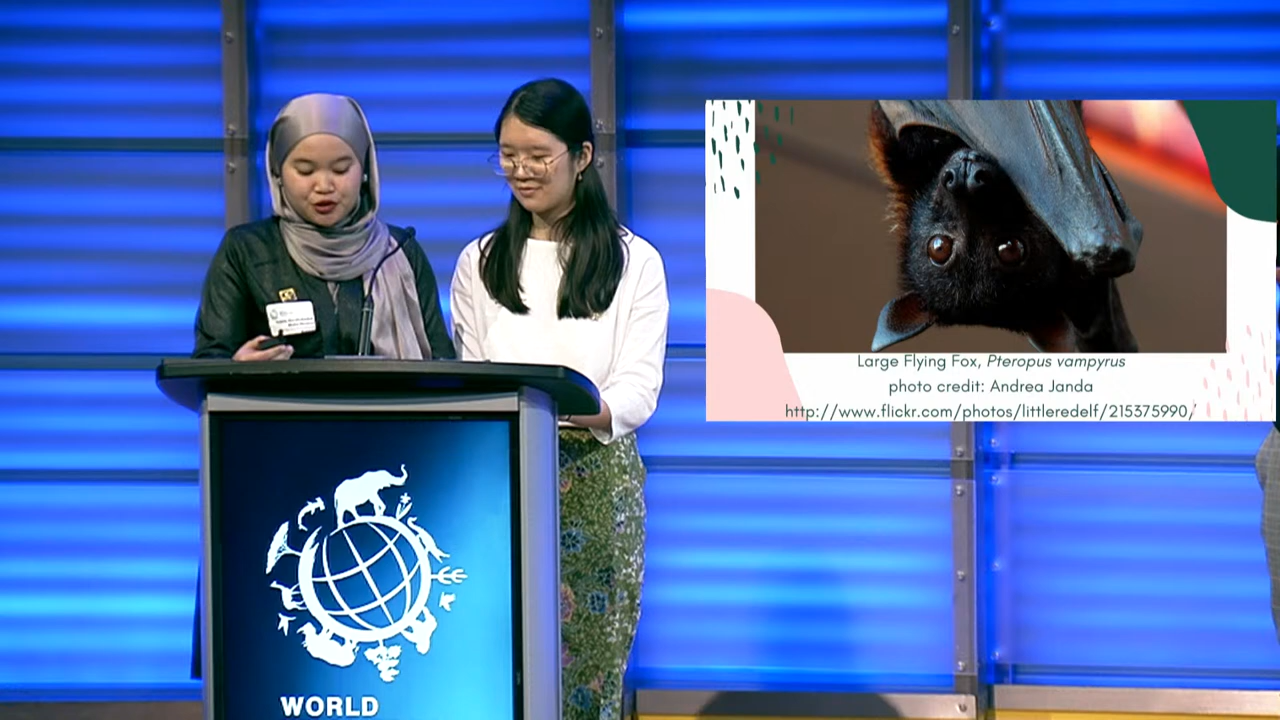 Large Flying Fox, Pteropus vampyrus
photo credit: Andrea Janda
http://www.flickr.com/photos/littleredelf/215375990/
WORLD